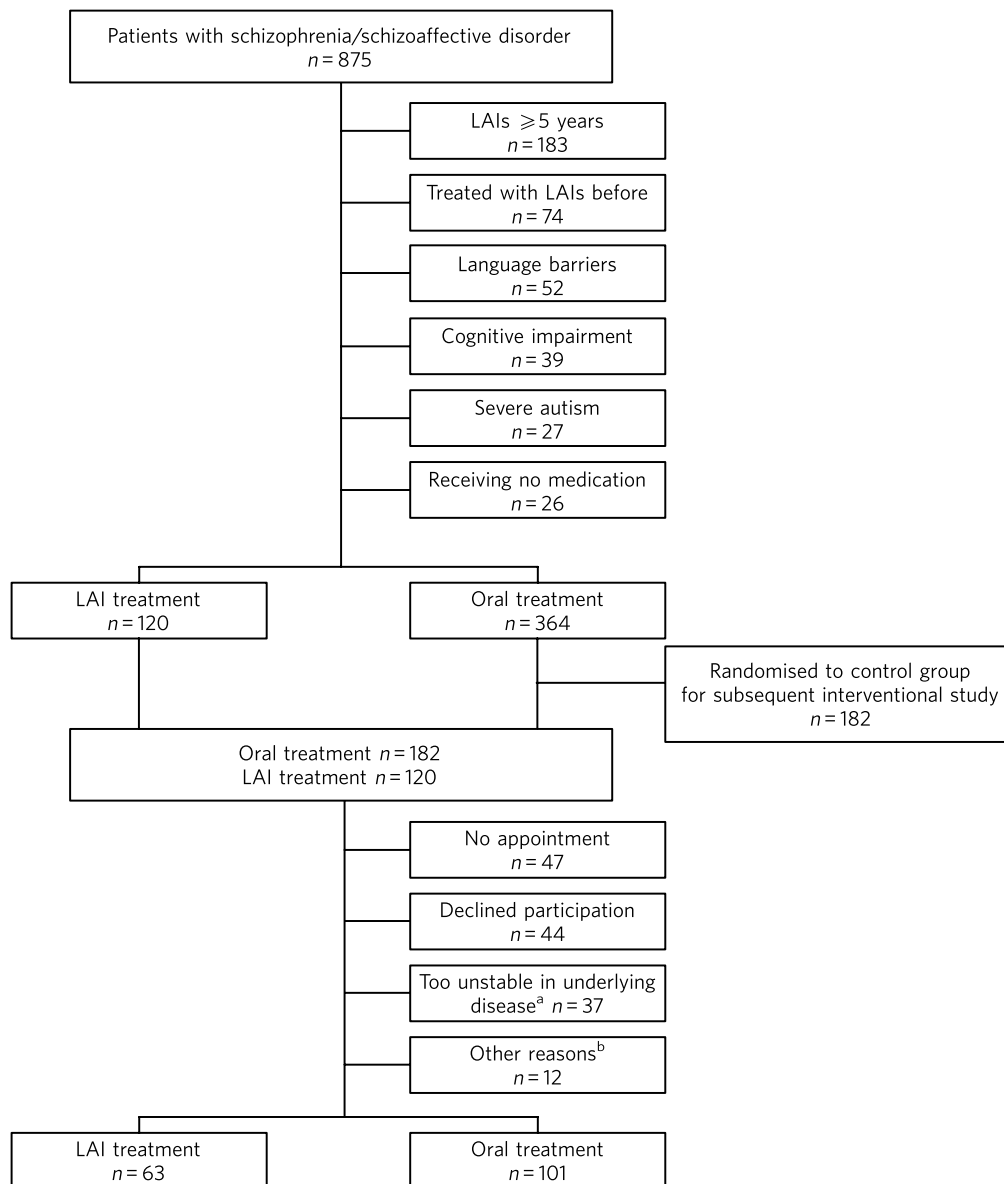 Patients with schizophrenia/schizoaffective disorder
n = 875
LAIs ⩾5 years
n = 183
Treated with LAIs before
n = 74
Language barriers
n = 52
Cognitive impairment
n = 39
Severe autism
n = 27
Receiving no medication
n = 26
LAI treatment
n = 120
Oral treatment
n = 364
Randomised to control group
for subsequent interventional study
n = 182
Oral treatment n = 182
LAI treatment n = 120
No appointment
n = 47
Declined participation
n = 44
Too unstable in underlying
diseaseᵃ n = 37
Other reasonsᵇ
n = 12
LAI treatment
n = 63
Oral treatment
n = 101